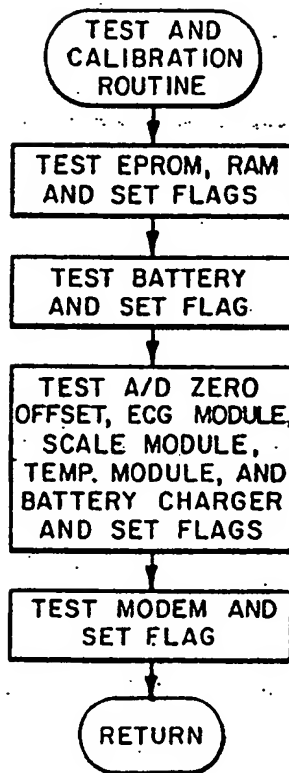 TEST AND
CALIBRATION
ROUTINE
TEST EPROM, RAM
AND SET FLAGS
TEST BATTERY
AND SET FLAG
TEST A/D ZERO
OFFSET, ECG MODULE,
SCALE MODULE,
TEMP. MODULE, AND
BATTERY CHARGER
AND SET FLAGS
TEST MODEM AND
SET FLAG
RETURN